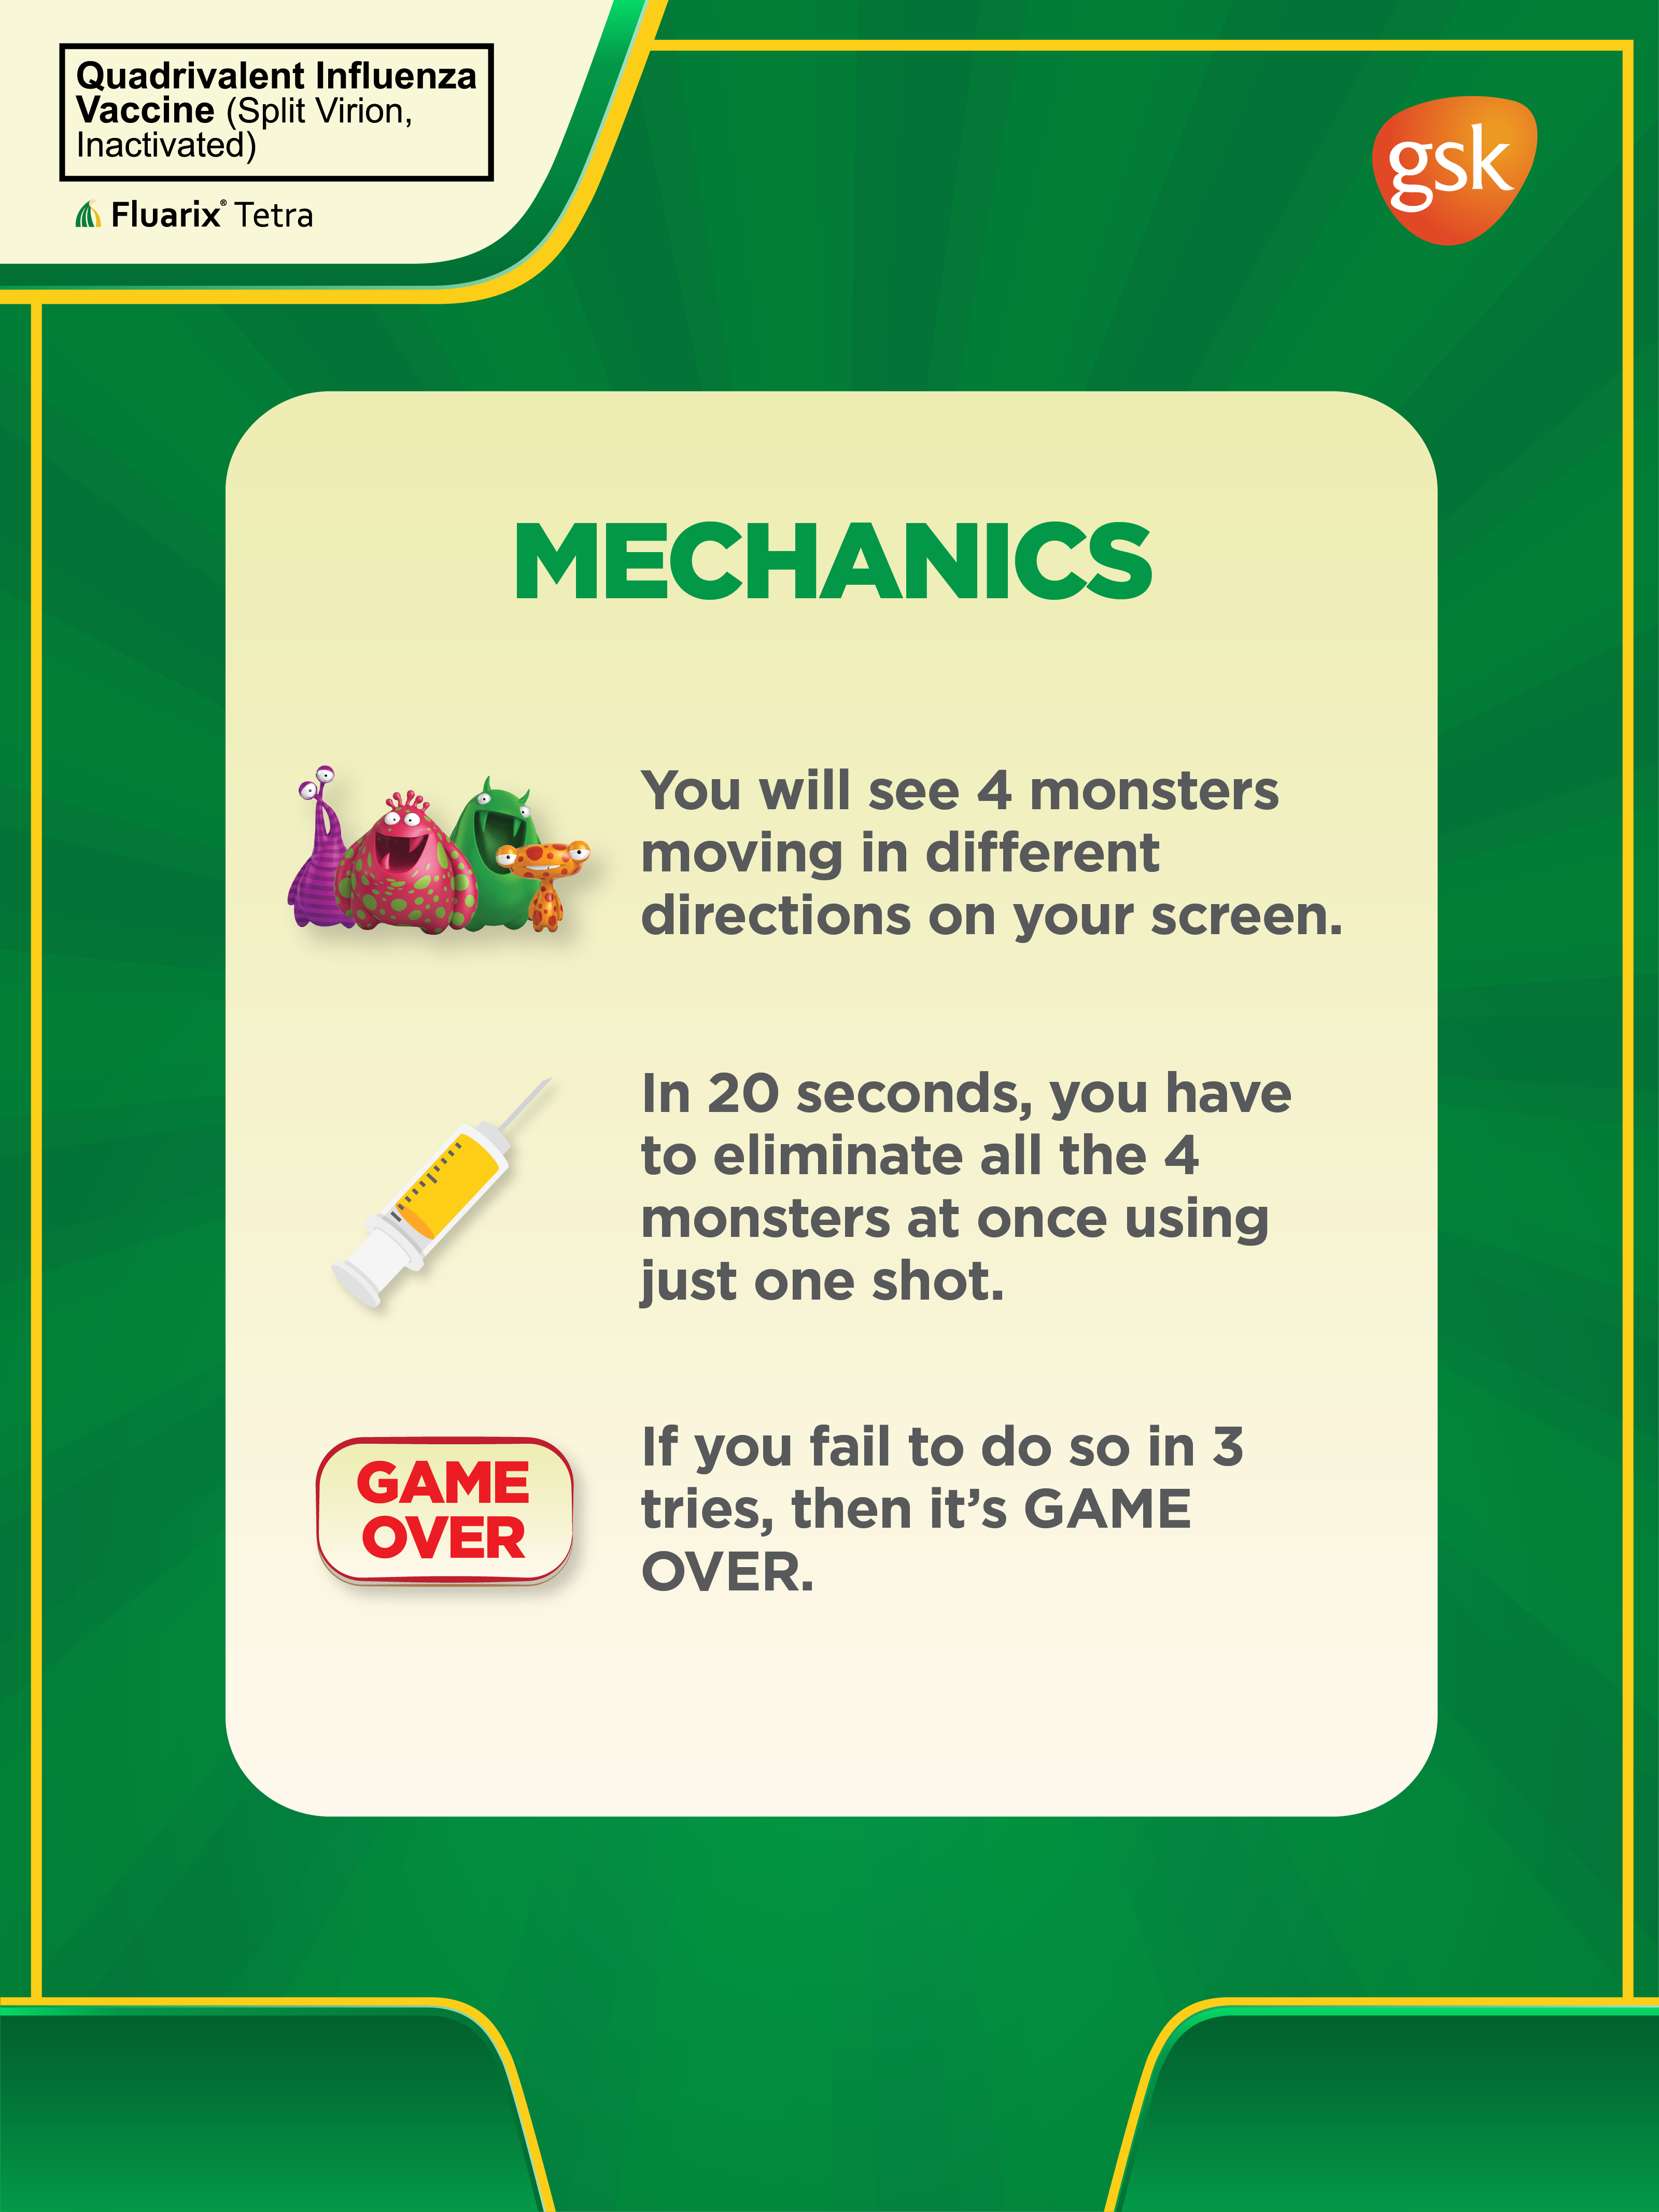 Quadrivalent Influenza
Vaccine (Split Virion,
Inactivated)
Fluarix® Tetra
gsk
MECHANICS
You will see 4 monsters
moving in different
directions on your screen.
In 20 seconds, you have
to eliminate all the 4
monsters at once using
just one shot.
GAME
OVER
If you fail to do so in 3
tries, then it’s GAME
OVER.